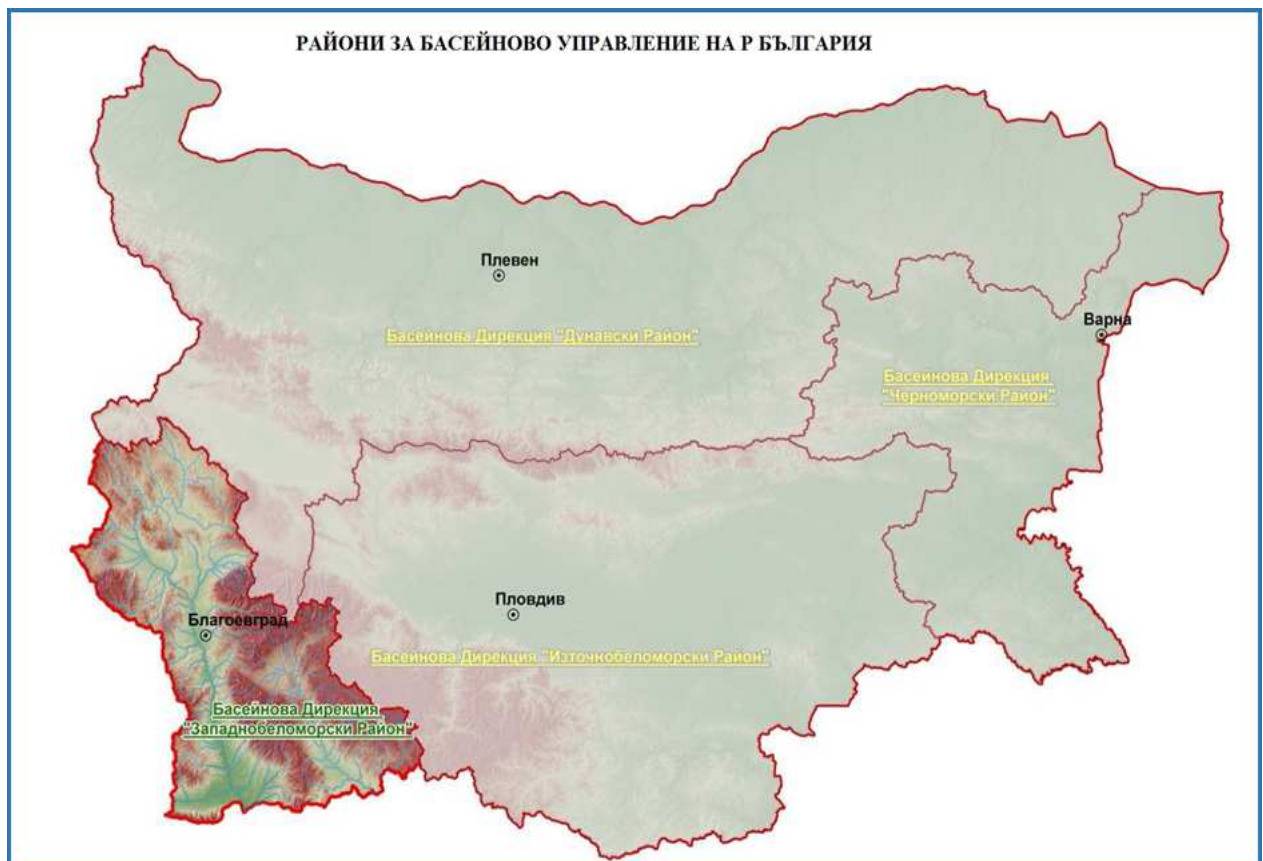 РАЙОНИ ЗА БАСЕЙНОВО УПРАВЛЕНИЕ НА Р БЪЛГАРИЯ
Плевен
Варна
Басейнова Дирекция "Дунавски Район"
Басейнова Дирекция
"Черноморски Район"
Пловдив
Благоевград
Басейнова Дирекция "Източнобеломорски Район"
Басейнова Дирекция
"Западнобеломорски Район"